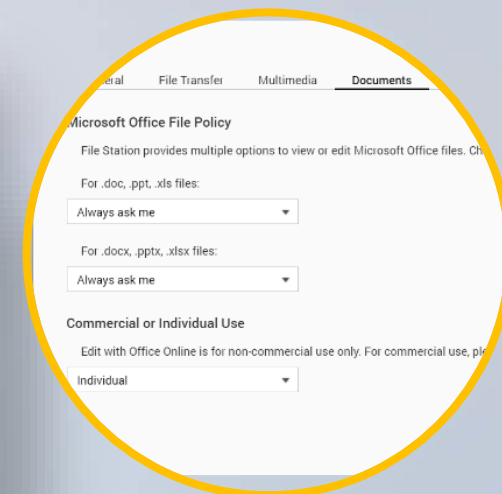 File Transfer Multimedia Documents
Microsoft Office File Policy
File Station provides multiple options to view or edit Microsoft Office files.
For .doc, .ppt, .xls files:
Always ask me
For .docx, .pptx, .xlsx files:
Always ask me
Commercial or Individual Use
Edit with Office Online is for non-commercial use only. For commercial use,
Individual